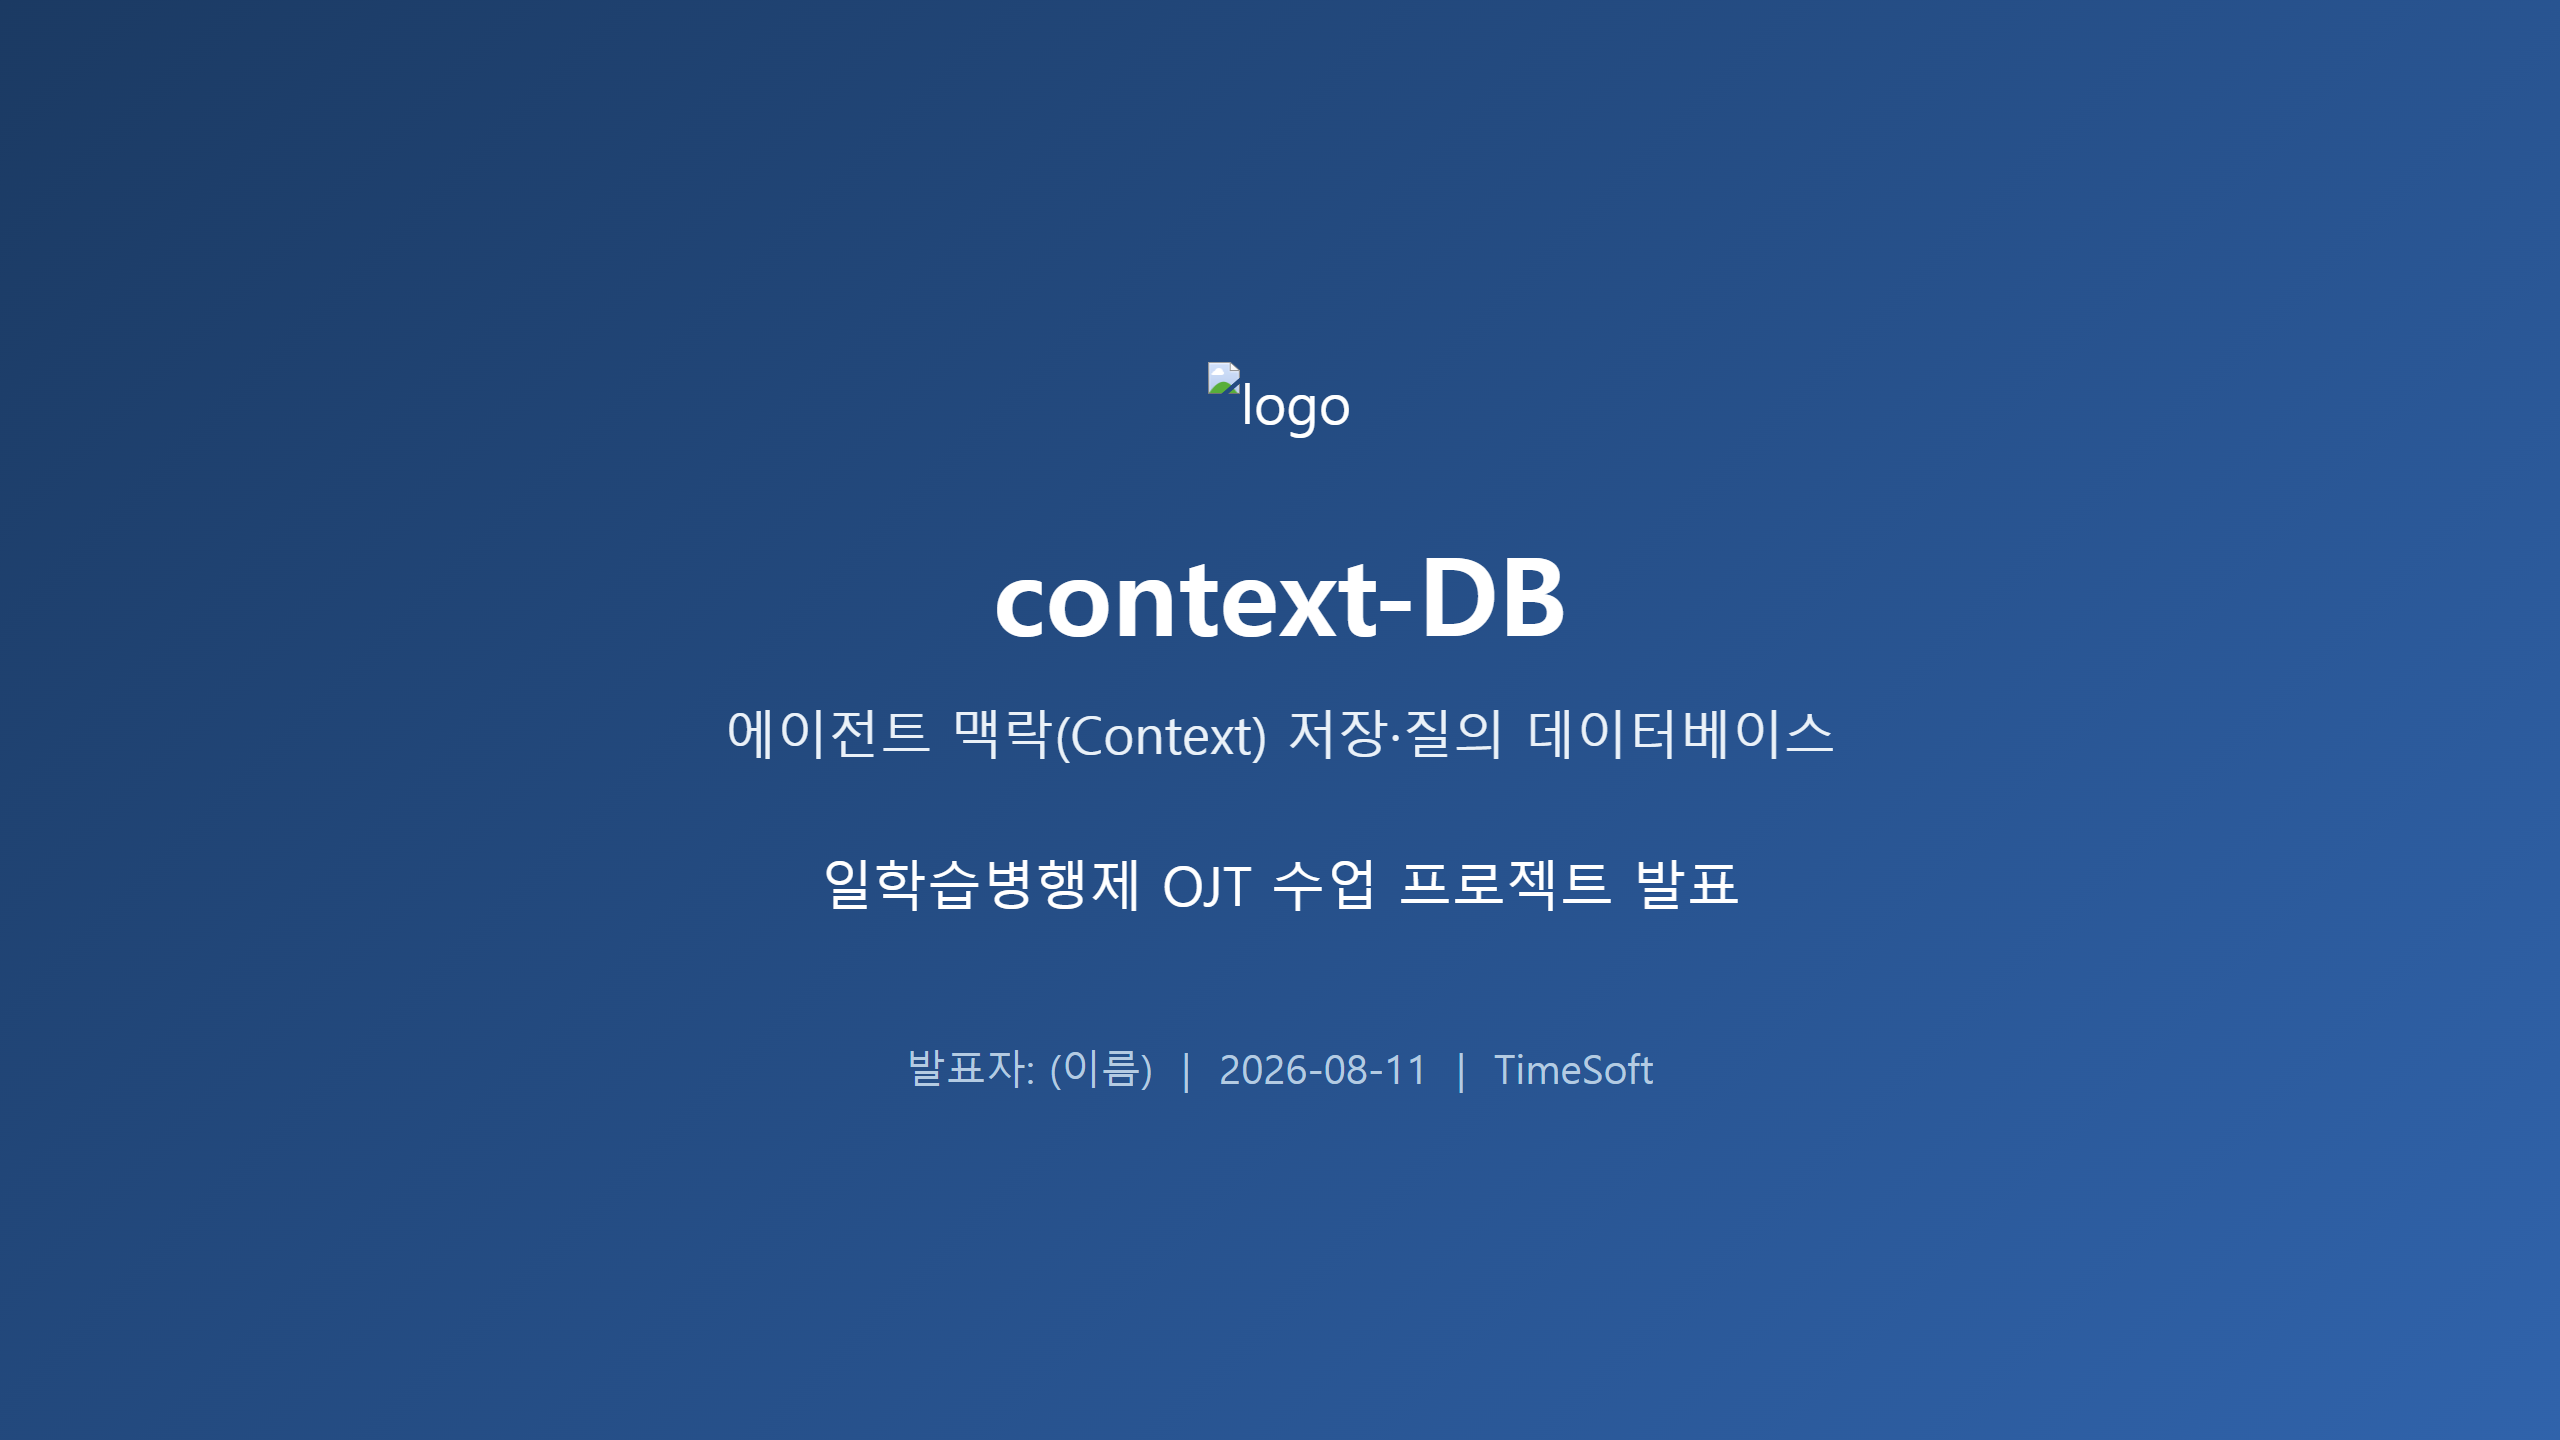 logo
context-DB
에이전트 맥락(Context) 저장·질의 데이터베이스
일학습병행제 OJT 수업 프로젝트 발표
발표자: (이름) | 2026-08-11 | TimeSoft